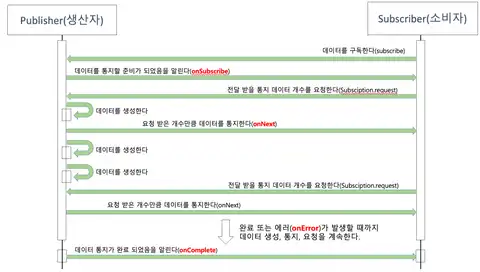 Publisher(생산자)
Subscriber(소비자)
데이터를 구독한다(subscribe)
데이터를 통지할 준비가 되었음을 알린다(onSubscribe)
전달 받을 통지 데이터 개수를 요청한다(Subsciption.request)
데이터를 생성한다
요청 받은 개수만큼 데이터를 통지한다(onNext)
데이터를 생성한다
데이터를 생성한다
전달 받을 통지 데이터 개수를 요청한다(Subsciption.request)
요청 받은 개수만큼 데이터를 통지한다(onNext)
완료 또는 에러(onError)가 발생할 때까지
데이터 생성, 통지, 요청을 계속한다.
데이터 통지가 완료 되었음을 알린다(onComplete)